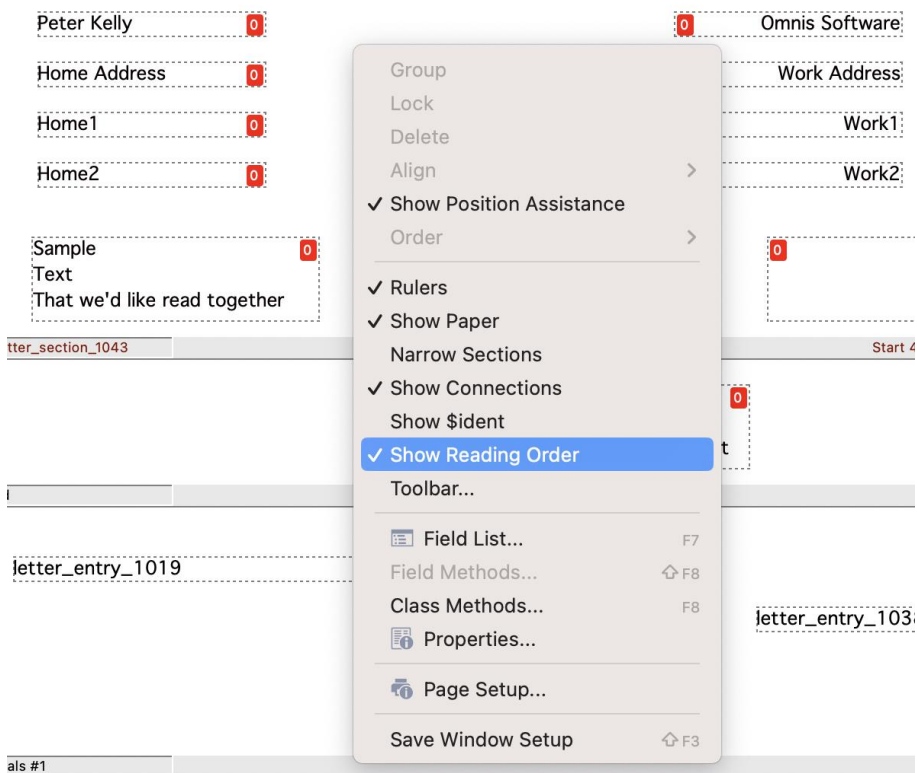 Peter Kelly 0
0 Omnis Software
Home Address 0
Work Address
Home1 0
Work1
Home2 0
Work2
Sample 0
Text
That we'd like read together
0
tter_section_1043
Start 4
0
t
letter_entry_1019
letter_entry_1038
als #1
Group
Lock
Delete
Align
✓ Show Position Assistance
Order
✓ Rulers
✓ Show Paper
Narrow Sections
✓ Show Connections
Show $ident
✓ Show Reading Order
Toolbar...
Field List... F7
Field Methods... ⇧ F8
Class Methods... F8
Properties...
Page Setup...
Save Window Setup ⇧ F3